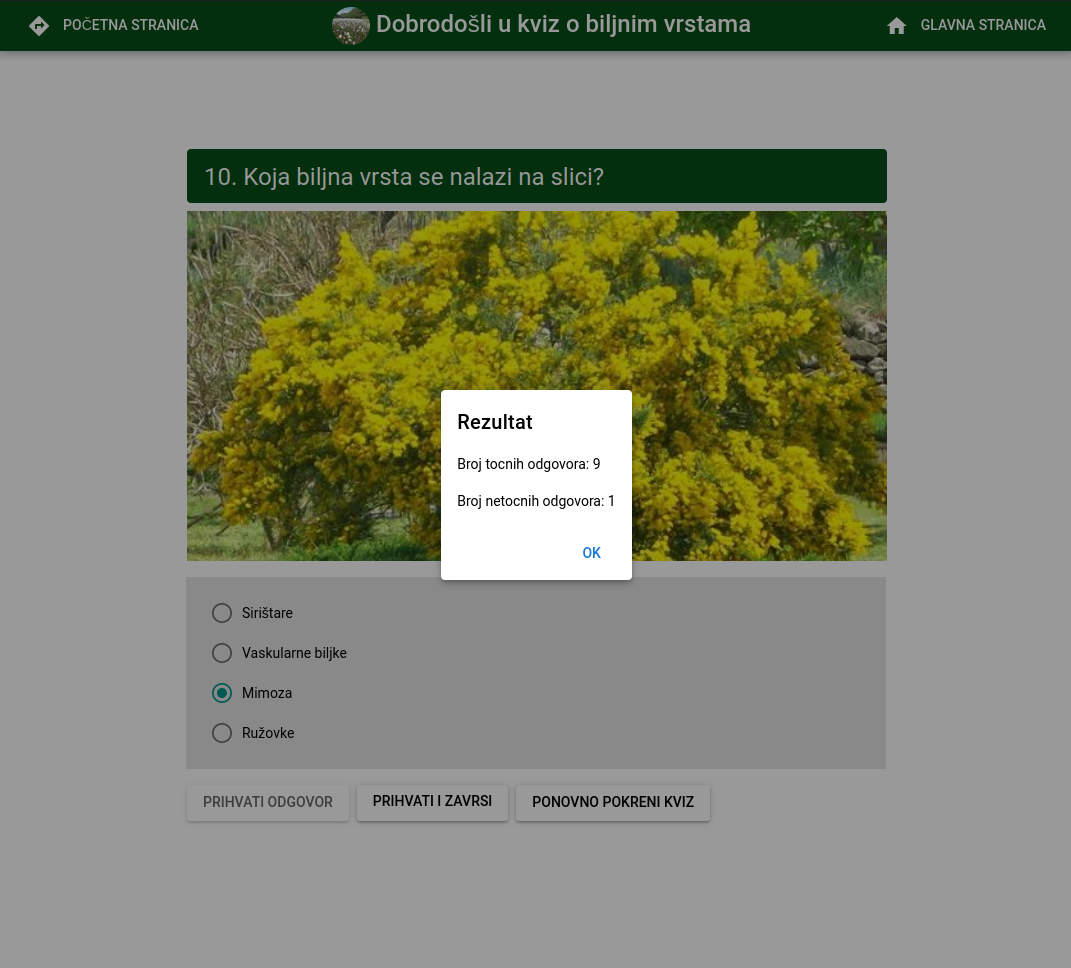 POČETNA STRANICA
Dobrodošli u kviz o biljnim vrstama
GLAVNA STRANICA
10. Koja biljna vrsta se nalazi na slici?
Rezultat
Broj tocnih odgovora: 9
Broj netocnih odgovora: 1
OK
Sirištare
Vaskularne biljke
Mimoza
Ružovke
PRIHVATI ODGOVOR
PRIHVATI I ZAVRSI
PONOVNO POKRENI KVIZ